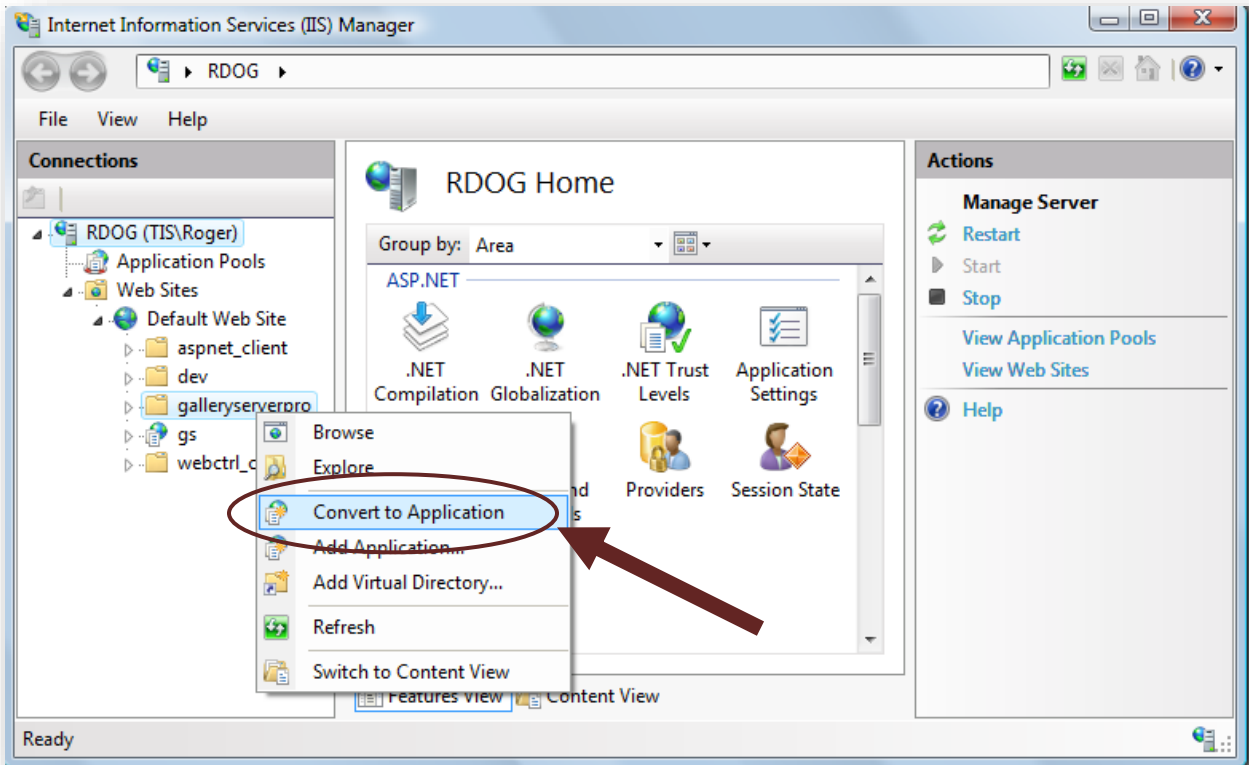 Internet Information Services (IIS) Manager
RDOG
File View Help
Connections
RDOG (TIS\Roger)
Application Pools
Web Sites
Default Web Site
aspnet_client
dev
galleryserverpro
gs
webctrl_c
Browse
Explore
Convert to Application
Add Application...
Add Virtual Directory...
Refresh
Switch to Content View
RDOG Home
Group by: Area
ASP.NET
.NET Compilation
.NET Globalization
.NET Trust Levels
Application Settings
nd
s
Providers
Session State
Features View
Content View
Actions
Manage Server
Restart
Start
Stop
View Application Pools
View Web Sites
Help
Ready